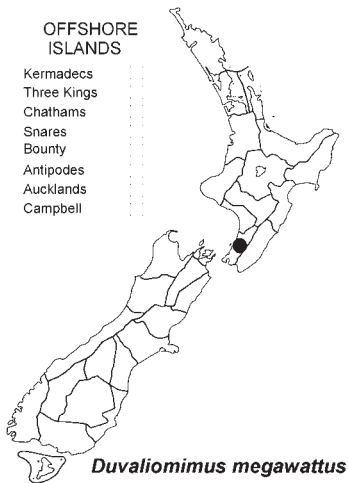 OFFSHORE
ISLANDS
Kermadecs
Three Kings
Chathams
Snares
Bounty
Antipodes
Aucklands
Campbell
Duvaliomimus megawattus